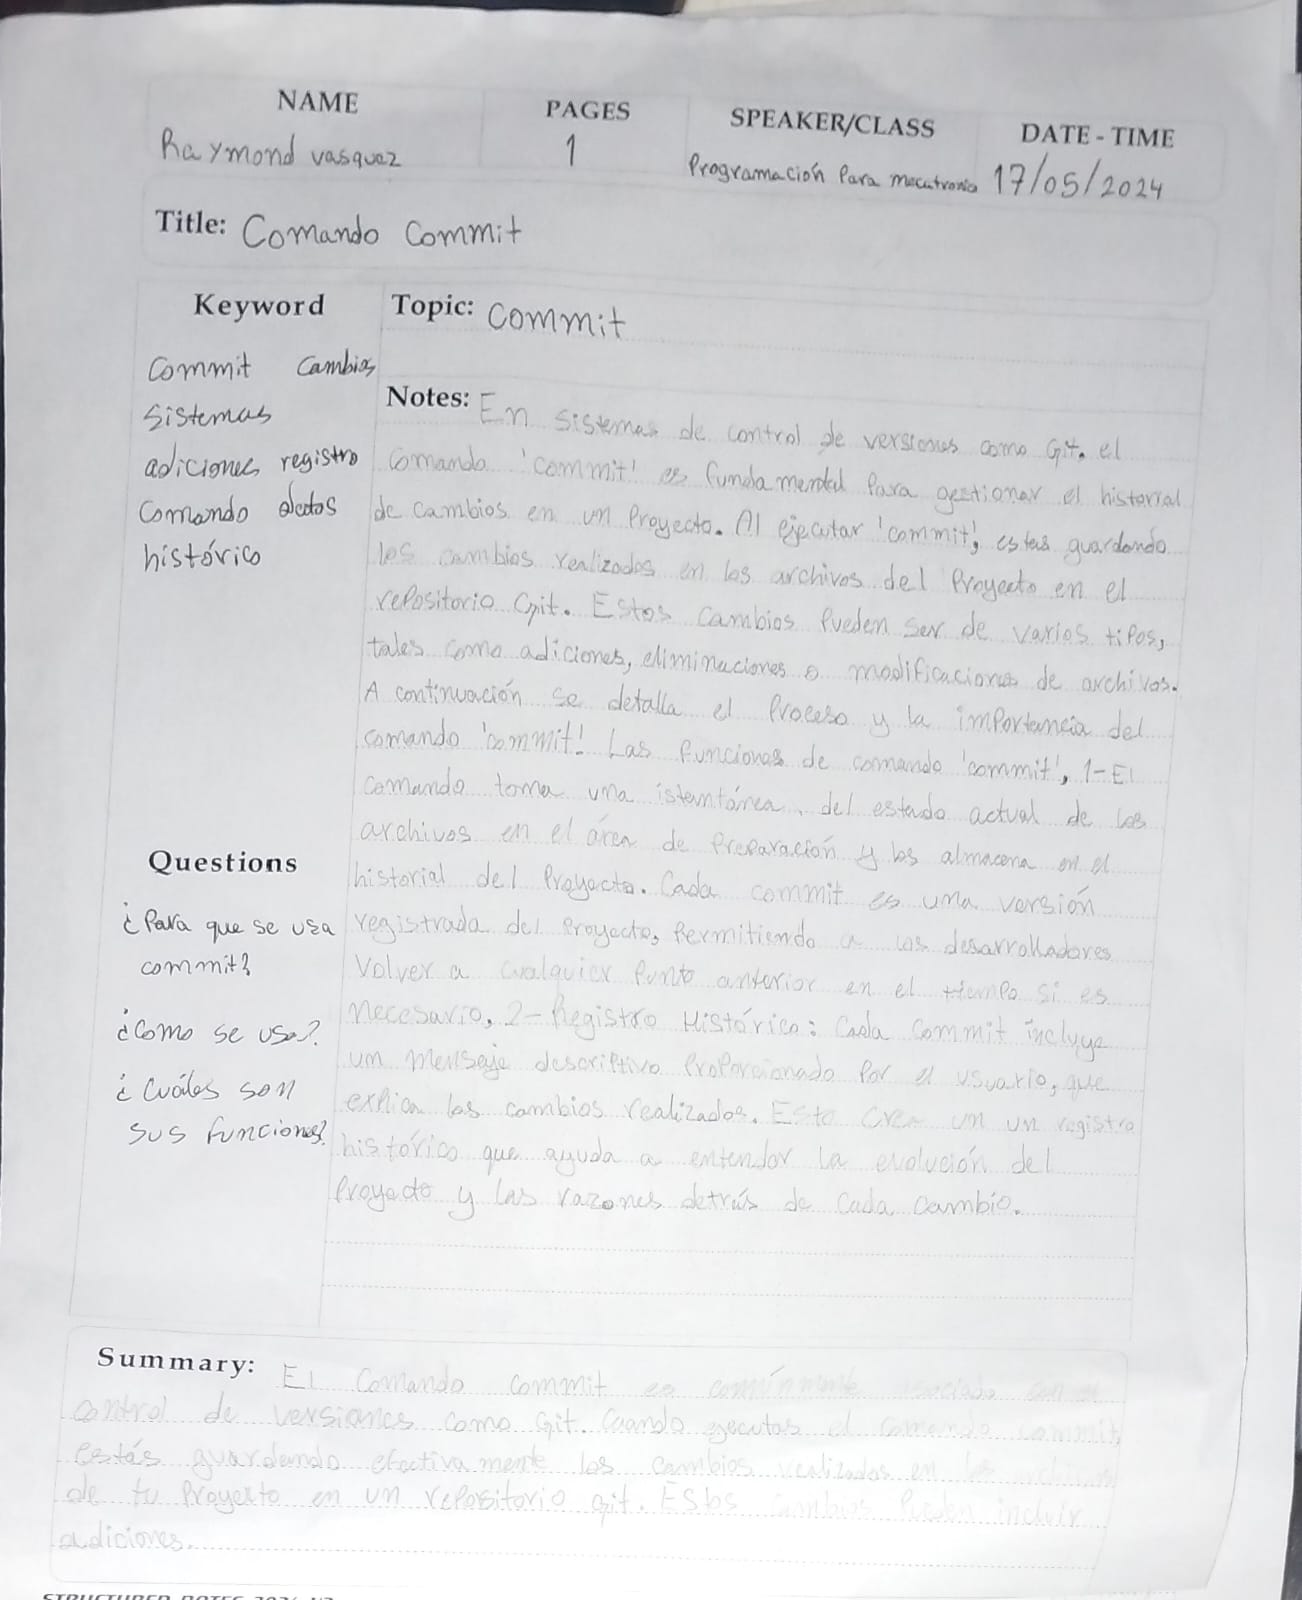 NAME PAGES SPEAKER/CLASS DATE - TIME
Raymond vasquez 1 Programación Para mecatronica 17/05/2024
Title: Comando Commit
Keyword
Commit Cambios
Sistemas
adiciones registro
Comando datos
histórico
Questions
¿Para que se usa
commit?
¿Como se usa?
¿Cuáles son
sus funciones?
Topic: Commit
Notes: En sistemas de control de versiones como Git. el
comando 'commit' es fundamental Para gestionar el historial
de cambios en un Proyecto. Al ejecutar 'commit', estas guardando
los cambios realizados en los archivos del Proyecto en el
repositorio Git. Estos Cambios Pueden ser de varios tipos,
tales como adiciones, eliminaciones o modificaciones de archivos.
A continuación se detalla el Proceso y la importancia del
comando 'commit'. Las funciones de comando 'commit', 1-El
comando toma una istantánea del estado actual de los
archivos en el área de Preparación y los almacena en el
historial del Proyecto. Cada commit es una versión
registrada del Proyecto, Permitiendo a los desarrolladores
Volver a cualquier Punto anterior en el tiempo si es
necesario, 2-Registro Histórico: Cada Commit incluye
un mensaje descriptivo Proporcionado Por el usuario, que
explica los cambios realizados. Esto crea un un registro
histórico que ayuda a entender la evolución del
Proyecto y las razones detrás de Cada Cambio.
Summary: El Comando commit es comúnmente asociado con el
control de versiones como Git. Cuando ejecutas el comando commit,
estás guardando efectivamente los cambios realizados en los archivos
de tu Proyecto en un repositorio git. Estos cambios Pueden incluir
adiciones.